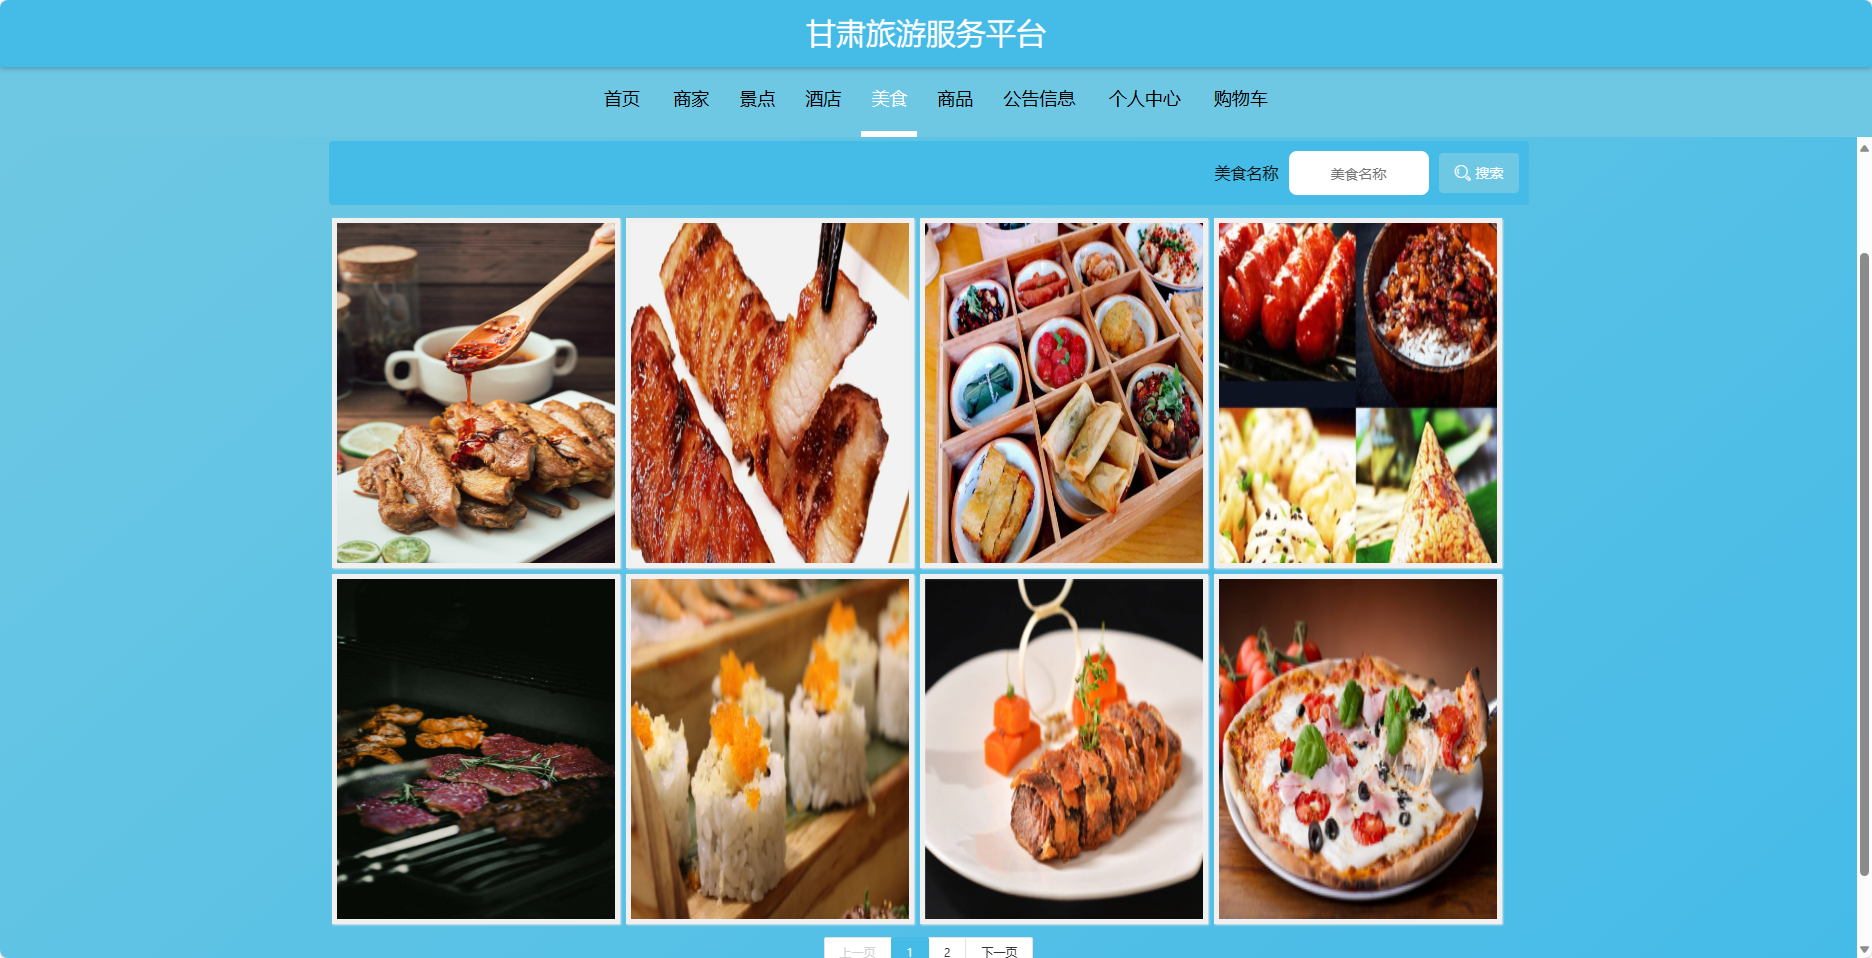 甘肃旅游服务平台
首页 商家 景点 酒店 美食 商品 公告信息 个人中心 购物车
美食名称 美食名称 搜索
上一页 1 2 下一页